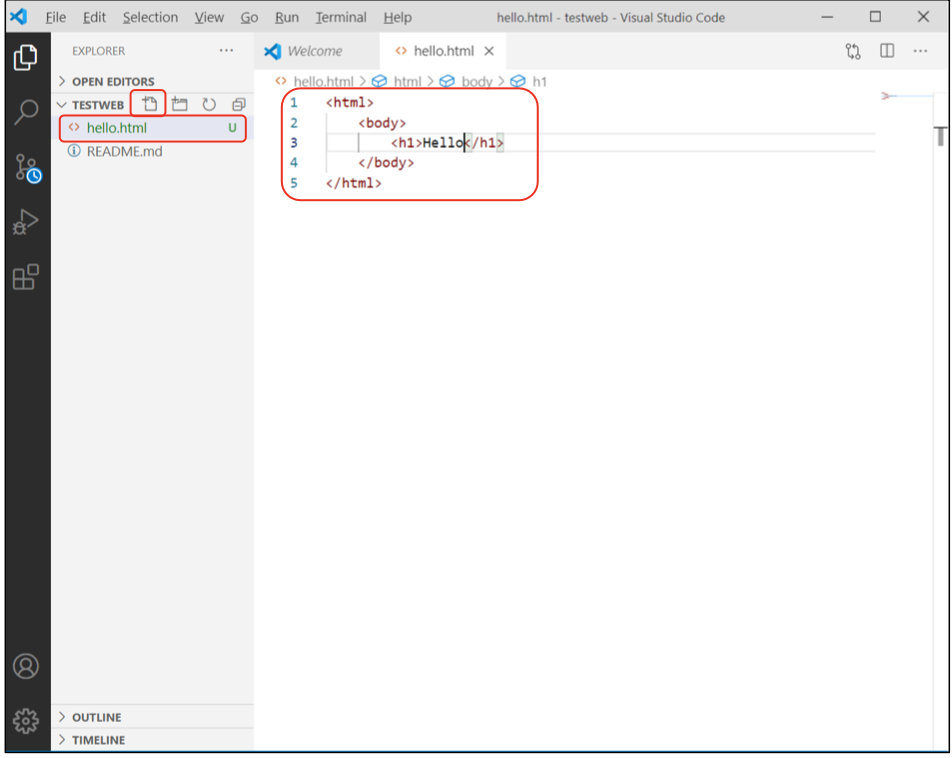 File Edit Selection View Go Run Terminal Help hello.html - testweb - Visual Studio Code
EXPLORER
Welcome
<> hello.html
OPEN EDITORS
<> hello.html > html > body > h1
TESTWEB
<> hello.html U
README.md
1 <html>
2 <body>
3 <h1>Hello</h1>
4 </body>
5 </html>
OUTLINE
TIMELINE